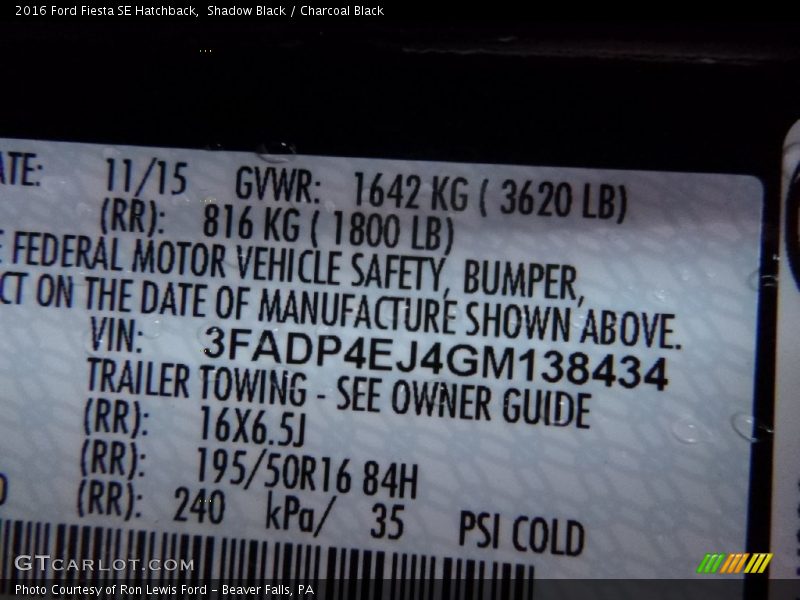 2016 Ford Fiesta SE Hatchback,  Shadow Black / Charcoal Black
ATE: 11/15 GVWR: 1642 KG ( 3620 LB)
(RR): 816 KG ( 1800 LB)
E FEDERAL MOTOR VEHICLE SAFETY, BUMPER,
CT ON THE DATE OF MANUFACTURE SHOWN ABOVE.
VIN: 3FADP4EJ4GM138434
TRAILER TOWING - SEE OWNER GUIDE
(RR): 16X6.5J
(RR): 195/50R16 84H
(RR): 240 kPa/ 35 PSI COLD
GTCARLOT.COM
Photo Courtesy of Ron Lewis Ford - Beaver Falls, PA